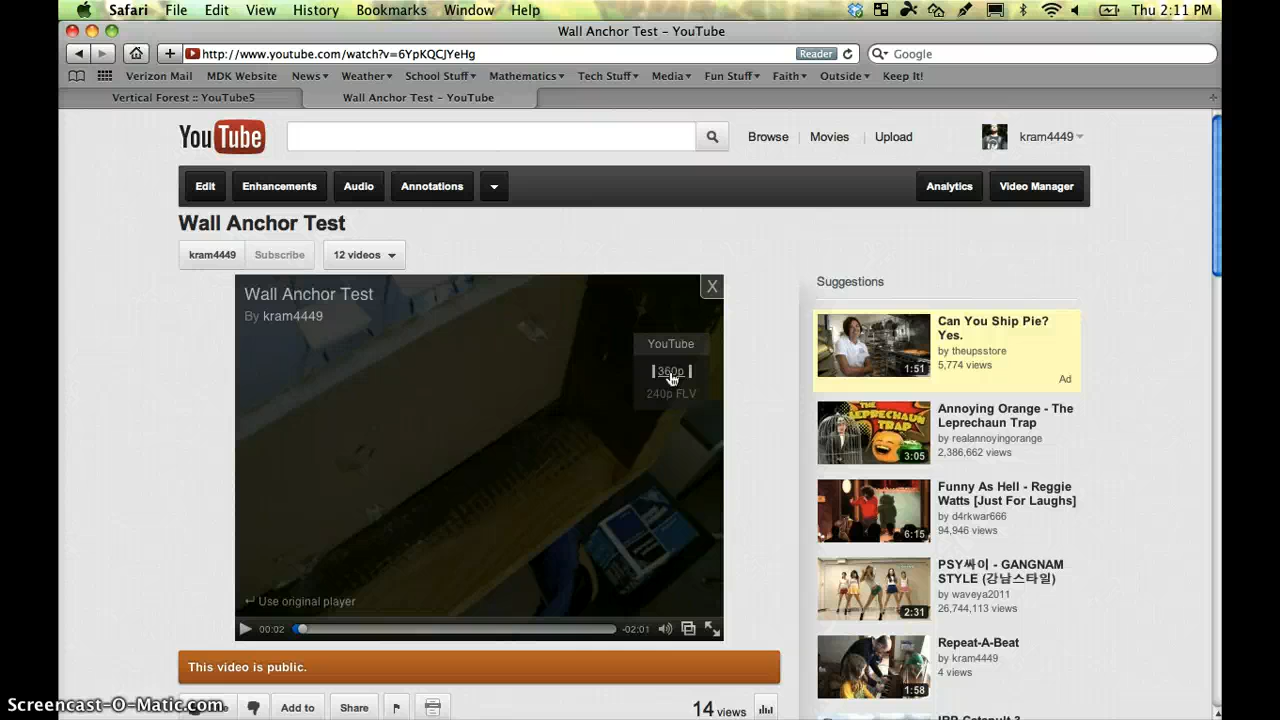 Safari File Edit View History Bookmarks Window Help Thu 2:11 PM
Wall Anchor Test - YouTube
http://www.youtube.com/watch?v=6YpKQCJYeHg Reader Google
Verizon Mail MDK Website News Weather School Stuff Mathematics Tech Stuff Media Fun Stuff Faith Outside Keep It!
Vertical Forest :: YouTube5 Wall Anchor Test - YouTube
YouTube Browse Movies Upload kram4449
Edit Enhancements Audio Annotations Analytics Video Manager
Wall Anchor Test
kram4449 Subscribe 12 videos
Suggestions
Wall Anchor Test
By kram4449
X
YouTube
360p
240p FLV
Use original player
00:02 -02:01
This video is public.
Add to Share 14 views
Can You Ship Pie?
Yes.
by theupsstore
5,774 views
Ad
1:51
Annoying Orange - The
Leprechaun Trap
by realannoyingorange
2,386,662 views
THE
LEPRECHAUN
TRAP
3:05
Funny As Hell - Reggie
Watts [Just For Laughs]
by d4rkwar666
94,946 views
6:15
PSY싸이 - GANGNAM
STYLE (강남스타일)
by waveya2011
26,744,113 views
2:31
Repeat-A-Beat
by kram4449
4 views
1:58
Screencast-O-Matic.com